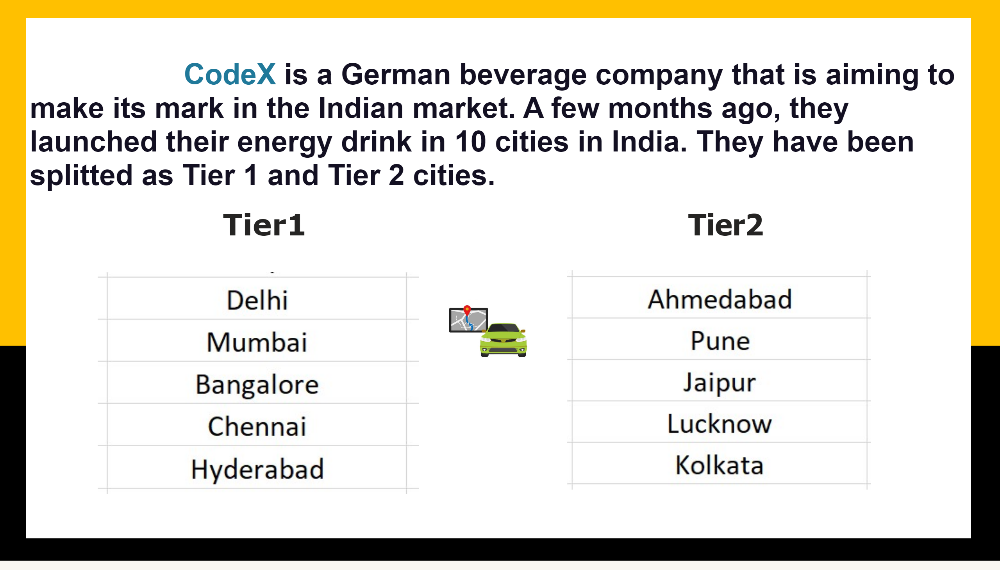 CodeX is a German beverage company that is aiming to
make its mark in the Indian market. A few months ago, they
launched their energy drink in 10 cities in India. They have been
splitted as Tier 1 and Tier 2 cities.
Tier1
Delhi
Mumbai
Bangalore
Chennai
Hyderabad
Tier2
Ahmedabad
Pune
Jaipur
Lucknow
Kolkata